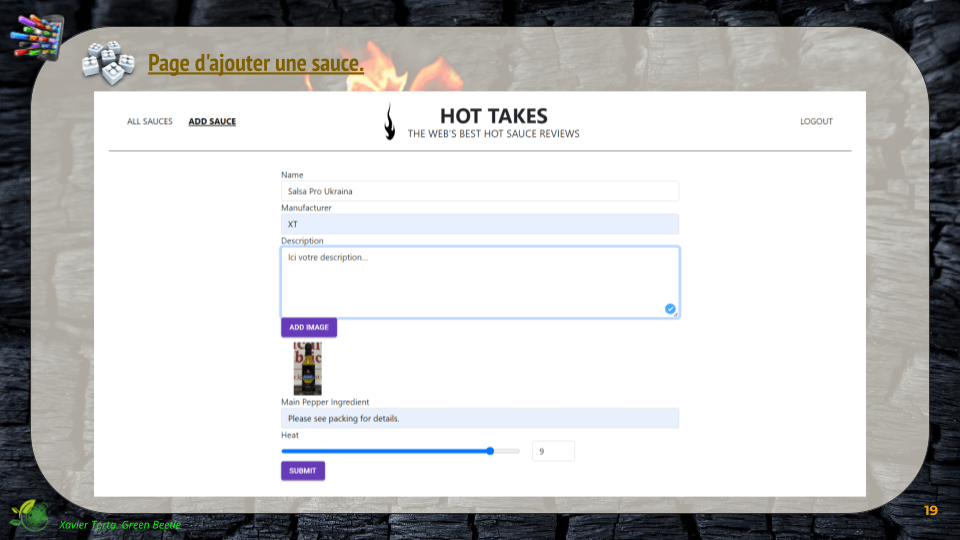 Page d'ajouter une sauce.
ALL SAUCES ADD SAUCE
HOT TAKES
THE WEB'S BEST HOT SAUCE REVIEWS
LOGOUT
Name
Salsa Pro Ukraina
Manufacturer
XT
Description
Ici votre description...
ADD IMAGE
Main Pepper Ingredient
Please see packing for details.
Heat
9
SUBMIT
Xavier Torta. Green Beetle
19